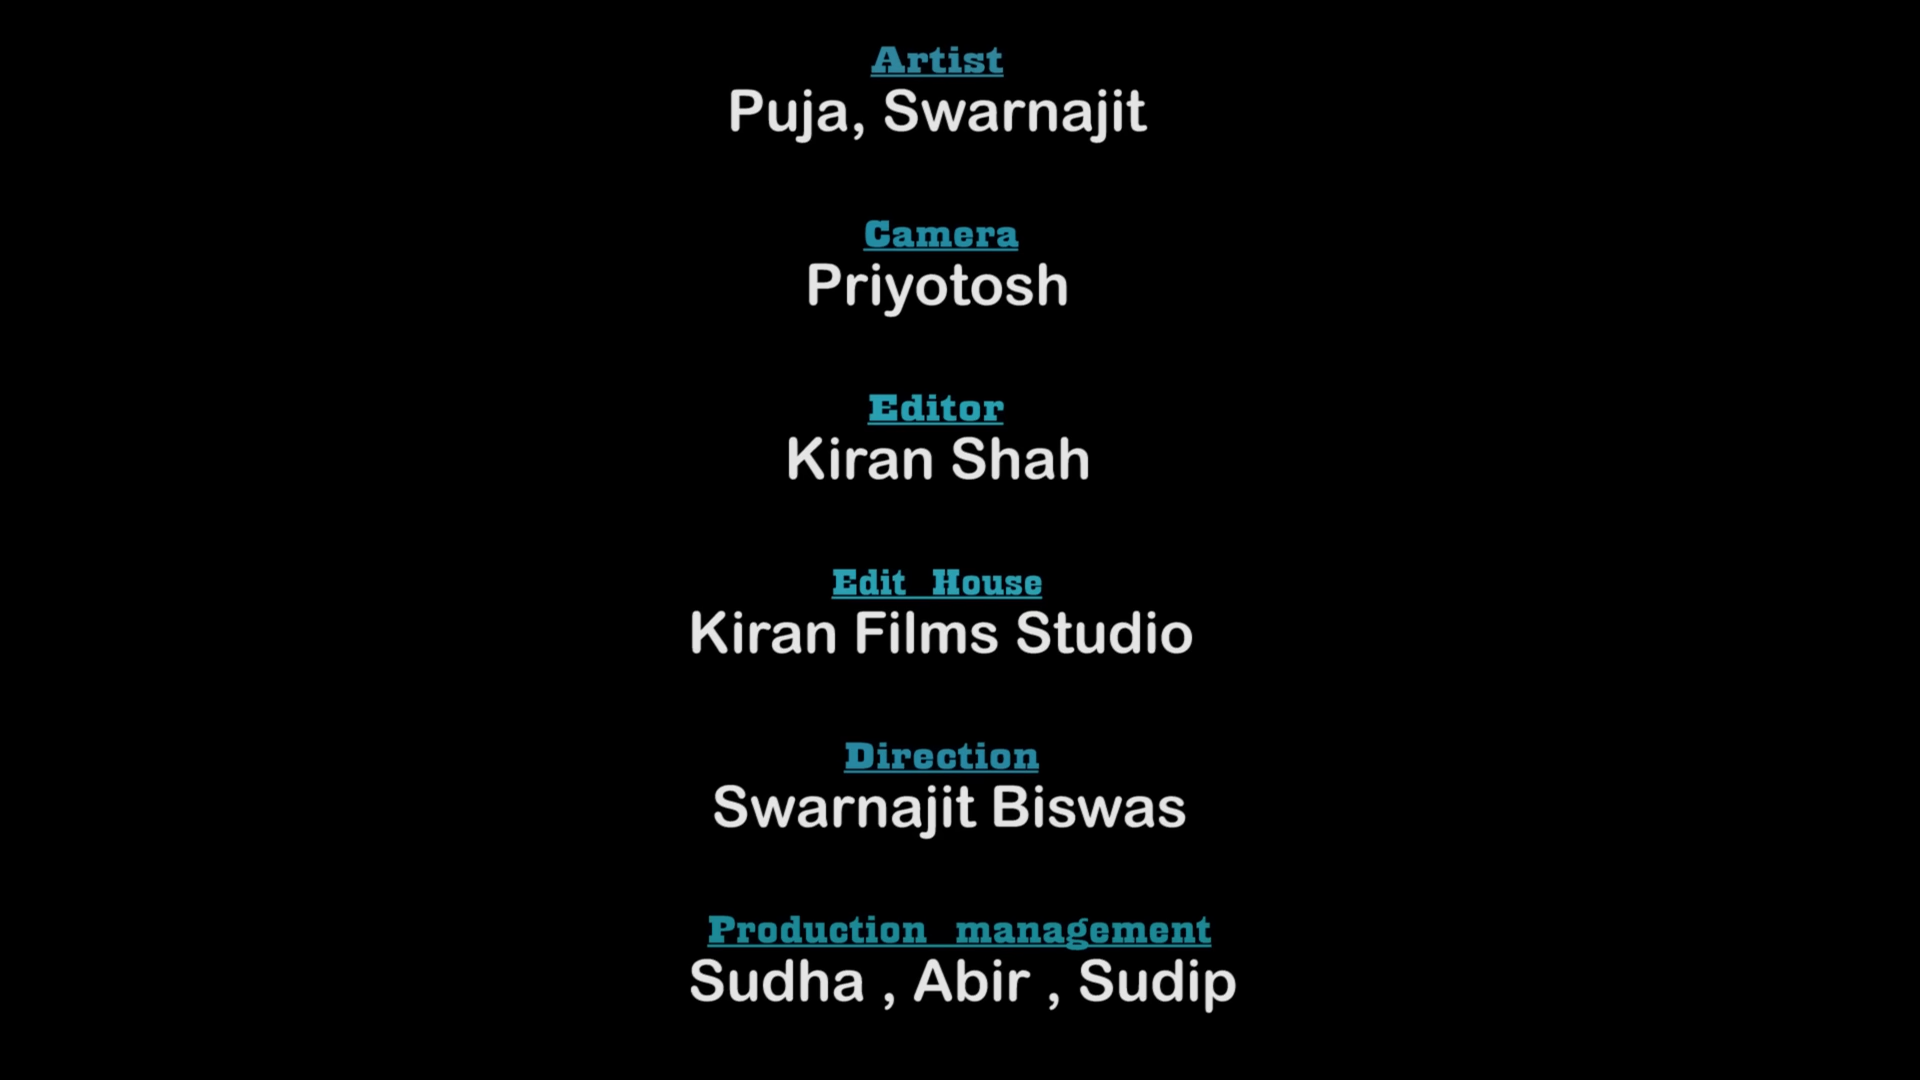 Artist
Puja, Swarnajit
Camera
Priyotosh
Editor
Kiran Shah
Edit House
Kiran Films Studio
Direction
Swarnajit Biswas
Production management
Sudha , Abir , Sudip